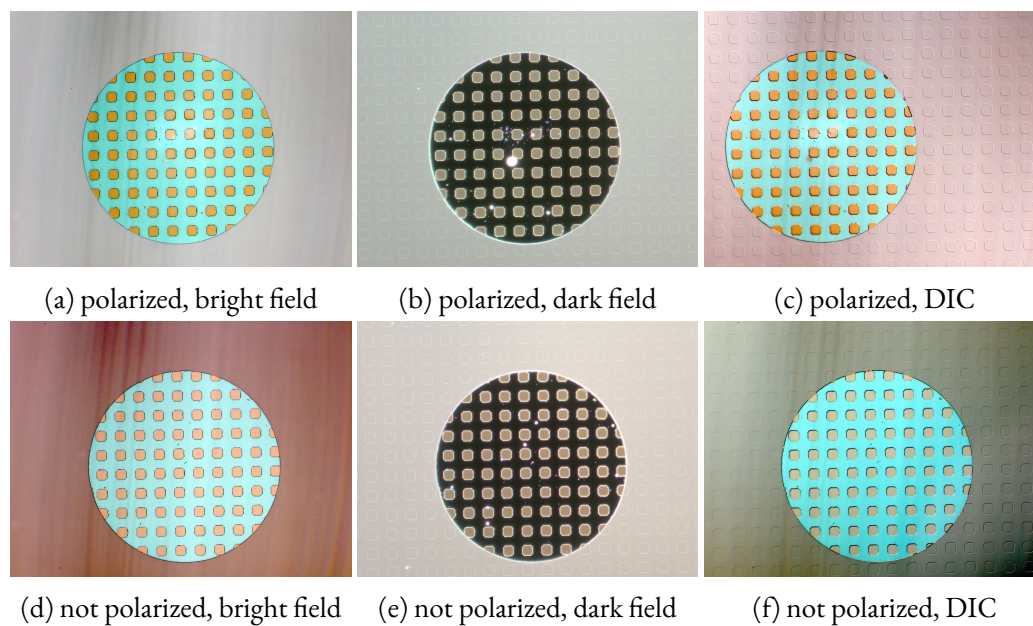 (a) polarized, bright field
(b) polarized, dark field
(c) polarized, DIC
(d) not polarized, bright field
(e) not polarized, dark field
(f) not polarized, DIC